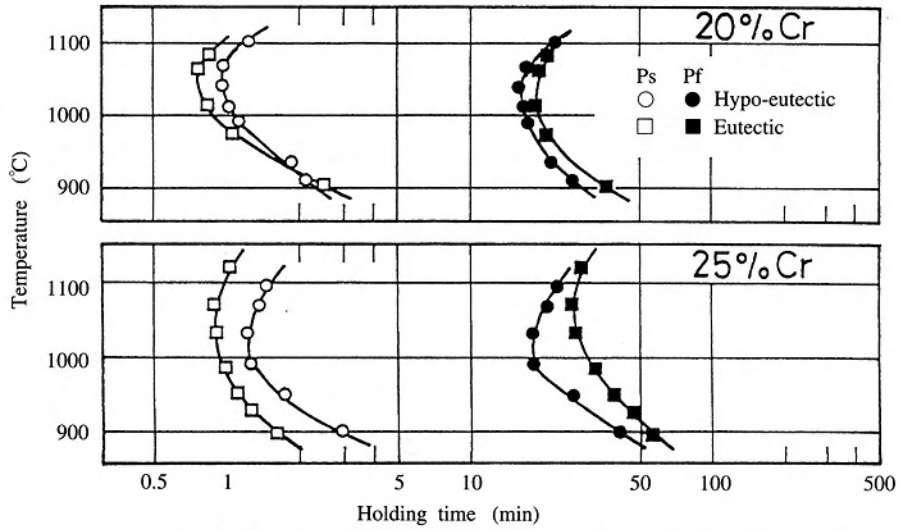 20%Cr
1100
1000
900
Ps Pf
Hypo-eutectic
Eutectic
25%Cr
1100
1000
900
Temperature (℃)
0.5 1 5 10 50 100 500
Holding time (min)